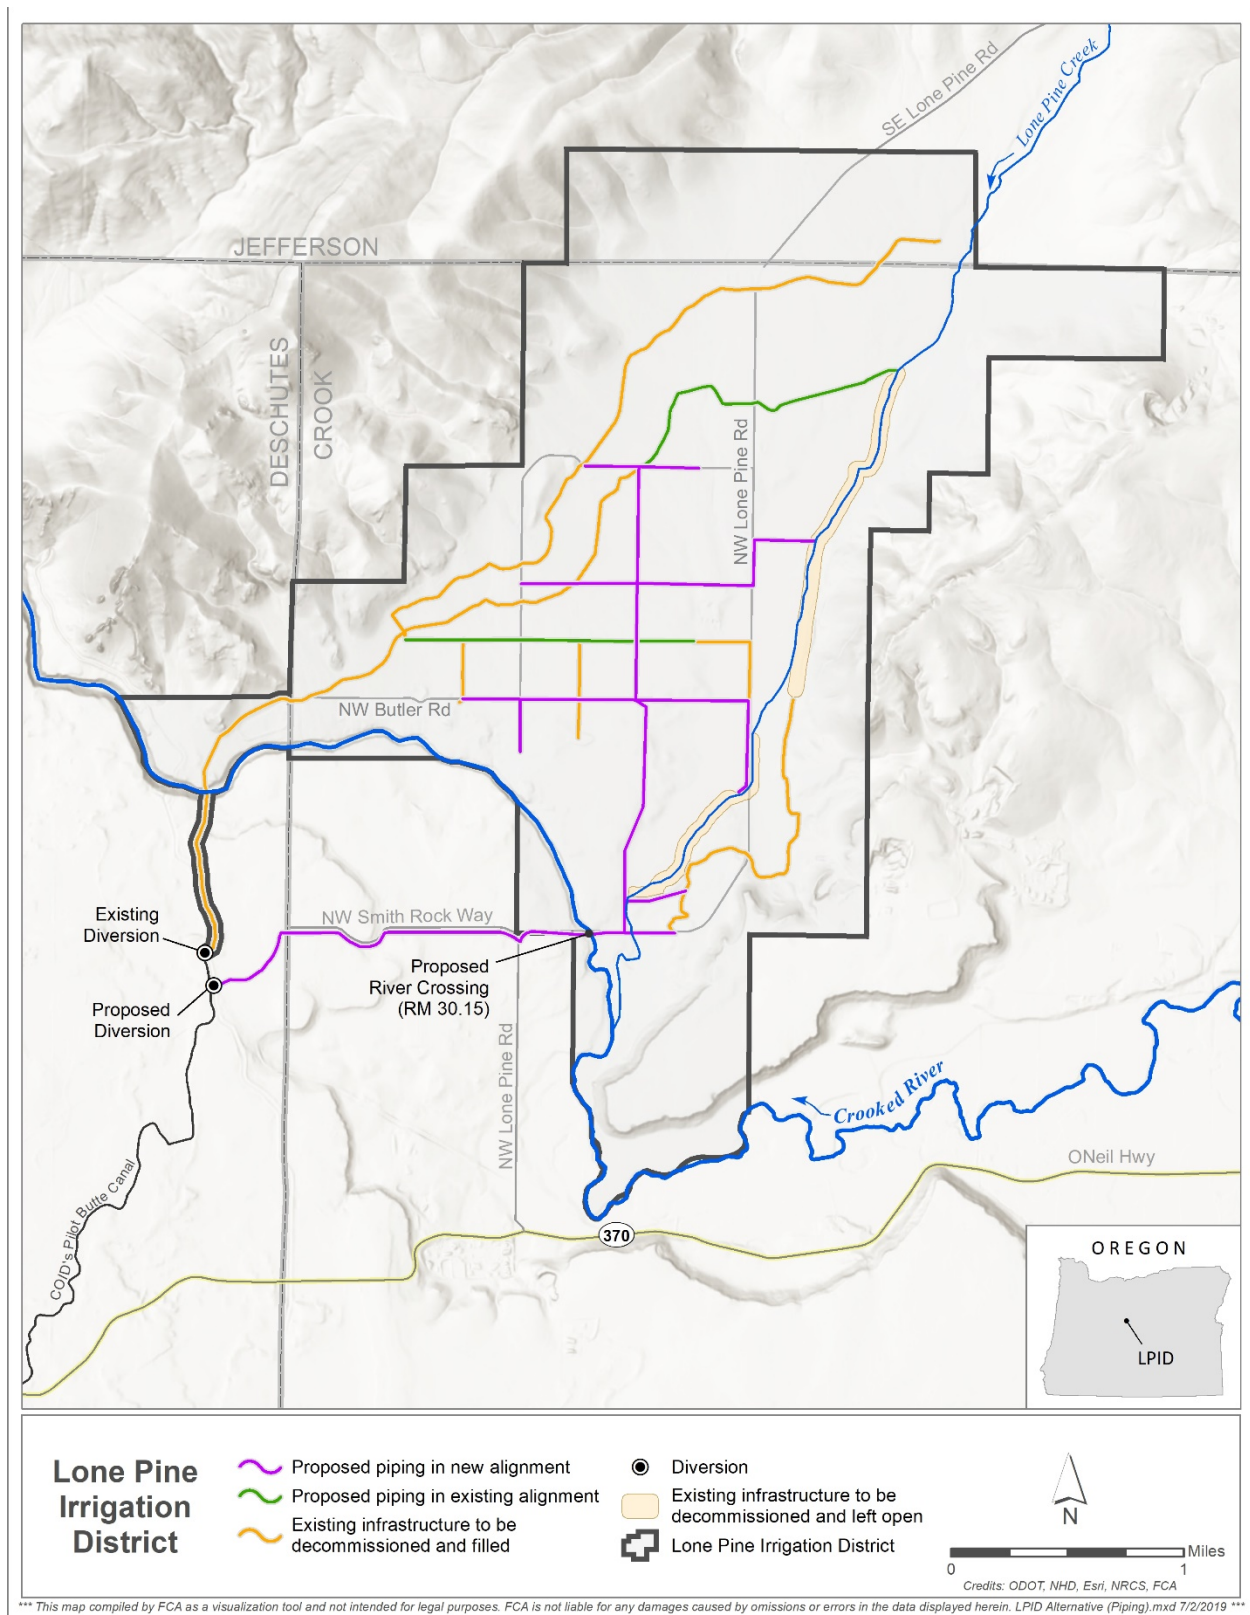 SE Lone Pine Rd
Lone Pine Creek
JEFFERSON
DESCHUTES
CROOK
NW Lone Pine Rd
NW Butler Rd
Existing
Diversion
NW Smith Rock Way
Proposed
River Crossing
(RM 30.15)
Proposed
Diversion
NW Lone Pine Rd
Crooked River
ONeil Hwy
COID's Pilot Butte Canal
370
OREGON
LPID
Lone Pine
Irrigation
District
Proposed piping in new alignment
Proposed piping in existing alignment
Existing infrastructure to be
decommissioned and filled
Diversion
Existing infrastructure to be
decommissioned and left open
Lone Pine Irrigation District
N
Miles
0 1
Credits: ODOT, NHD, Esri, NRCS, FCA
*** This map compiled by FCA as a visualization tool and not intended for legal purposes. FCA is not liable for any damages caused by omissions or errors in the data displayed herein. LPID Alternative (Piping).mxd 7/2/2019 ***